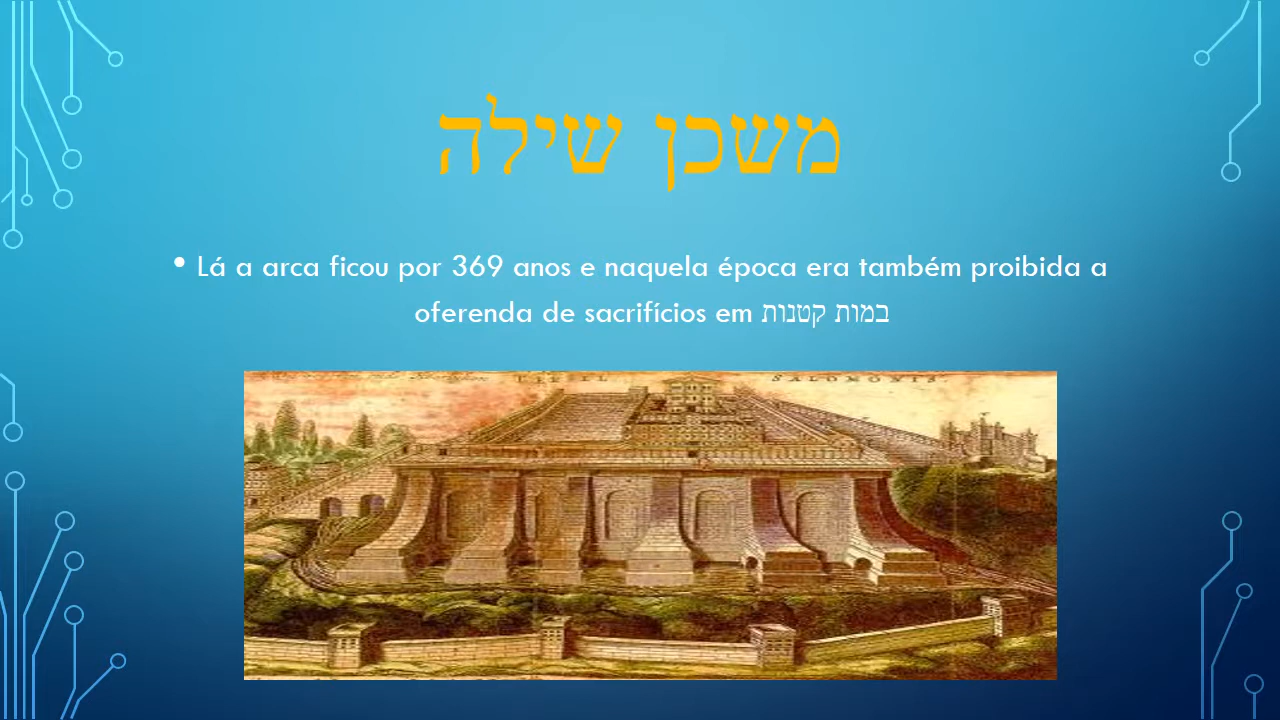 משכן שילה
• Lá a arca ficou por 369 anos e naquela época era também proibida a
oferenda de sacrifícios em במות קטנות
SALOMONIS.